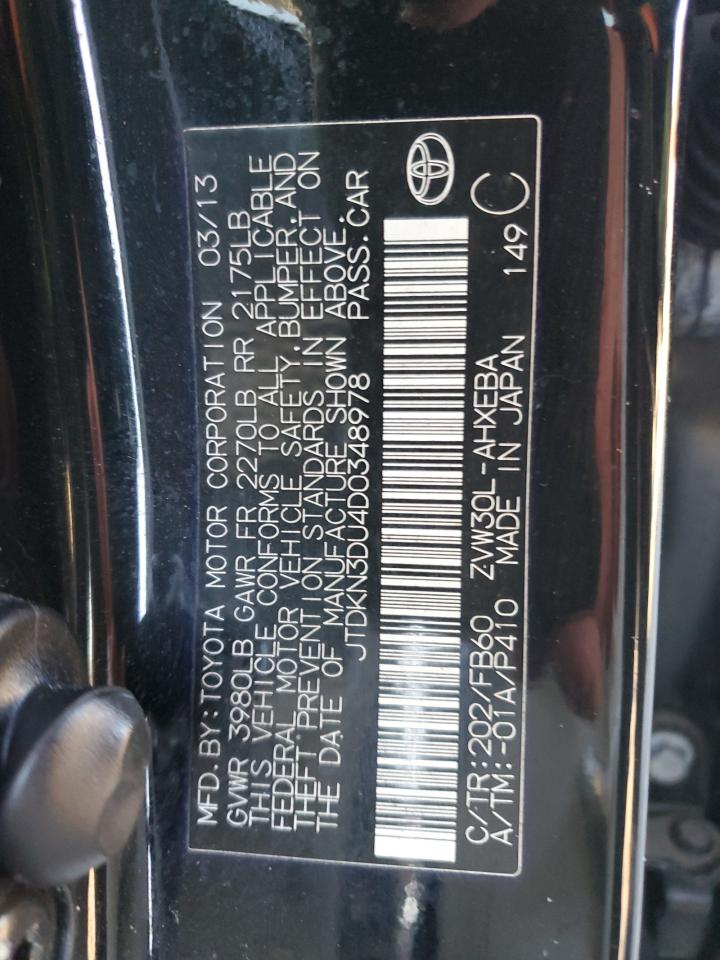 MFD. BY: TOYOTA MOTOR CORPORATION 03/13
GVWR 3980LB GAWR FR 2270LB RR 2175LB
THIS VEHICLE CONFORMS TO ALL APPLICABLE
FEDERAL MOTOR VEHICLE SAFETY, BUMPER, AND
THEFT PREVENTION STANDARDS IN EFFECT ON
THE DATE OF MANUFACTURE SHOWN ABOVE.
JTDKN3DU4D0348978 PASS. CAR
C/TR:202/FB60 ZVW30L-AHXEBA
A/TM:-01A/P410 MADE IN JAPAN 149 C